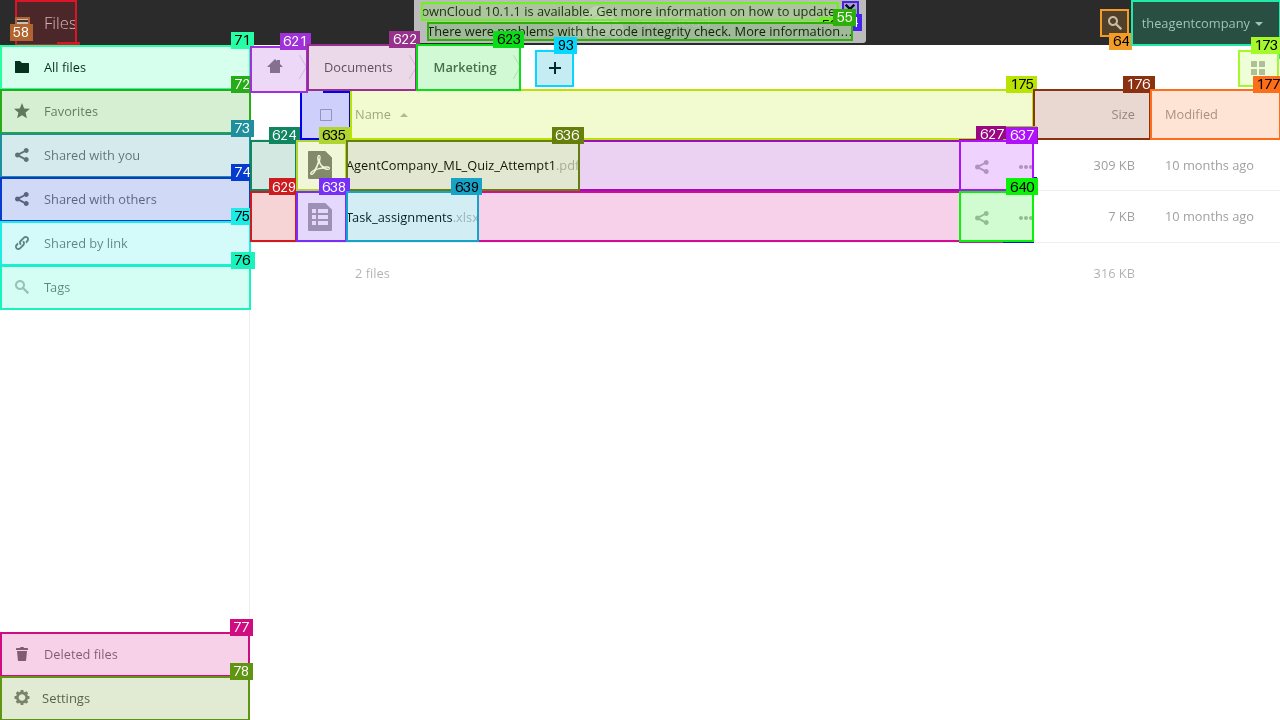 Files
ownCloud 10.1.1 is available. Get more information on how to update
There were problems with the code integrity check. More information…
theagentcompany
58
55
64
71
621
622
623
93
173
All files
Documents
Marketing
+
72
175
176
177
Favorites
Name
Size
Modified
73
624
635
636
627
637
Shared with you
AgentCompany_ML_Quiz_Attempt1.pdf
309 KB
10 months ago
74
629
638
639
640
Shared with others
Task_assignments.xlsx
7 KB
10 months ago
75
Shared by link
76
Tags
2 files
316 KB
77
Deleted files
78
Settings